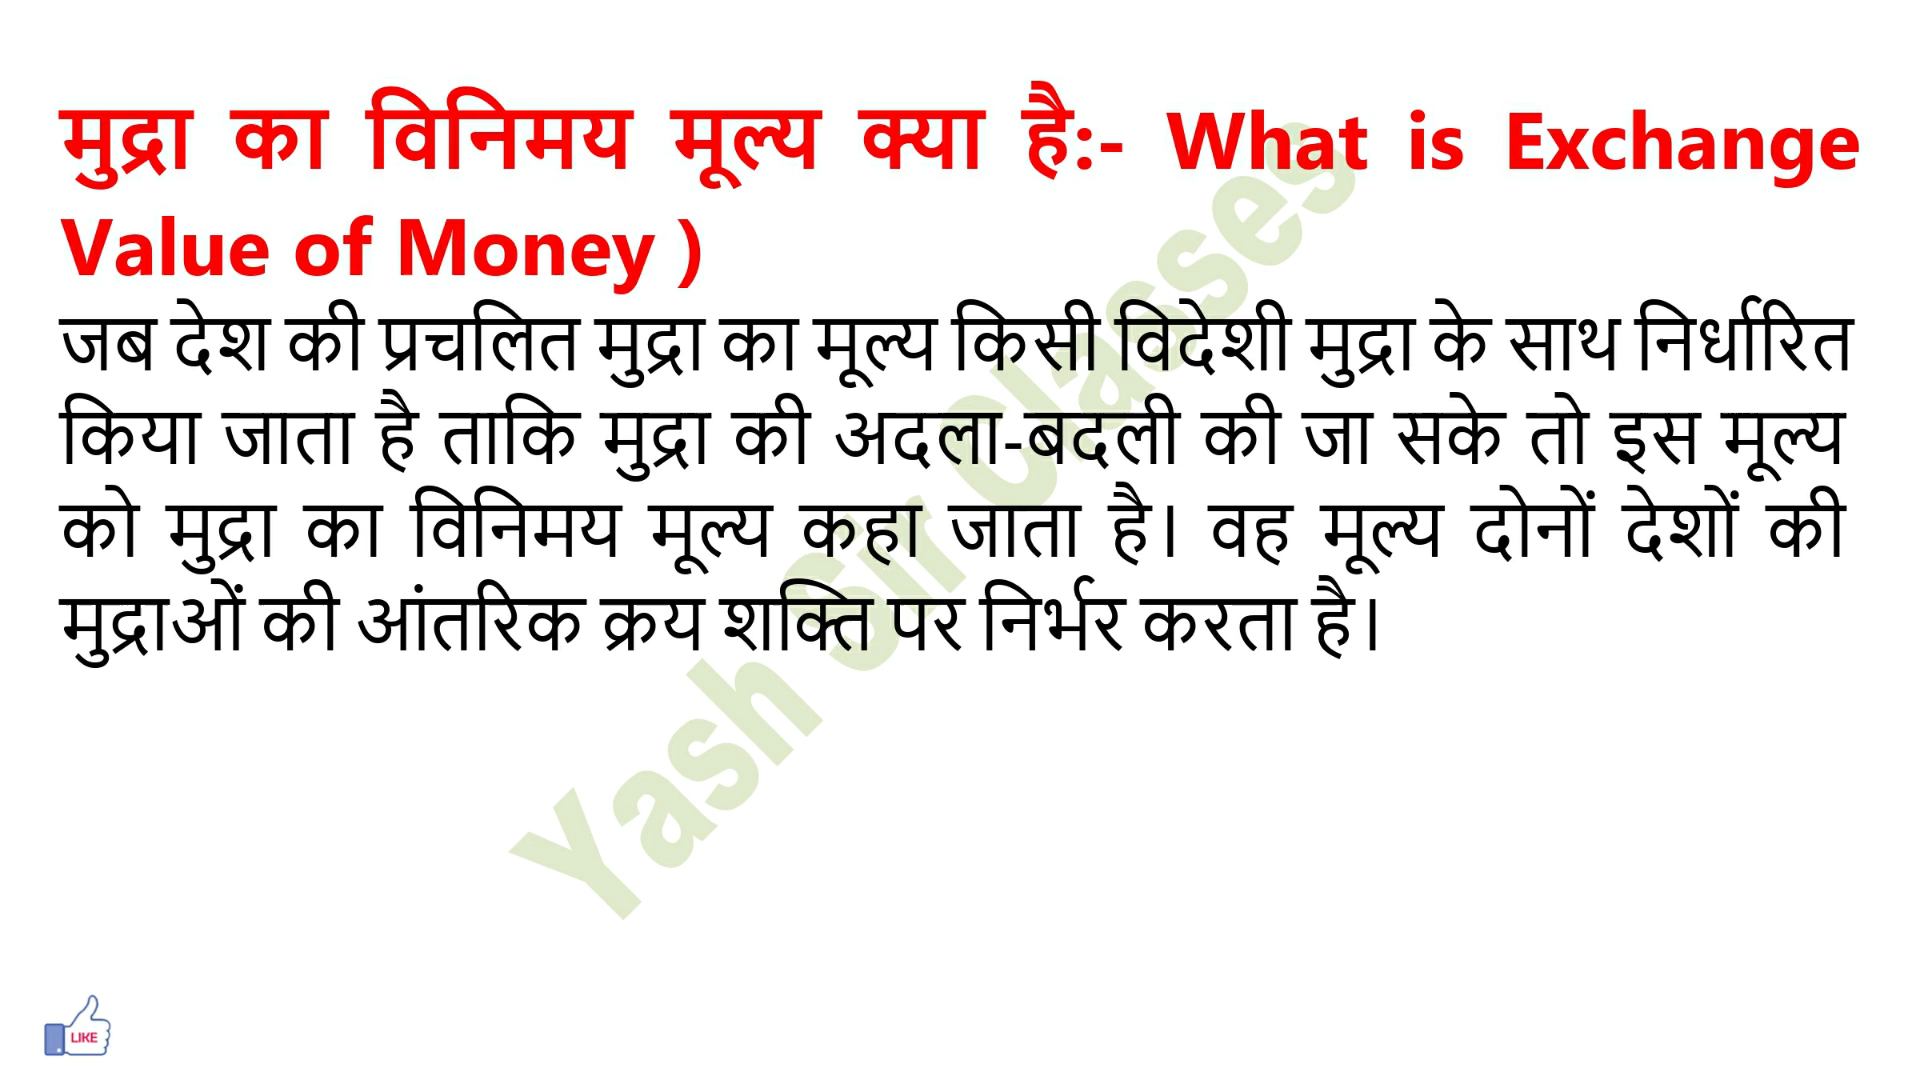 मुद्रा का विनिमय मूल्य क्या है:- What is Exchange
Value of Money )
जब देश की प्रचलित मुद्रा का मूल्य किसी विदेशी मुद्रा के साथ निर्धारित
किया जाता है ताकि मुद्रा की अदला-बदली की जा सके तो इस मूल्य
को मुद्रा का विनिमय मूल्य कहा जाता है। वह मूल्य दोनों देशों की
मुद्राओं की आंतरिक क्रय शक्ति पर निर्भर करता है।
Yash Sir Classes
LIKE